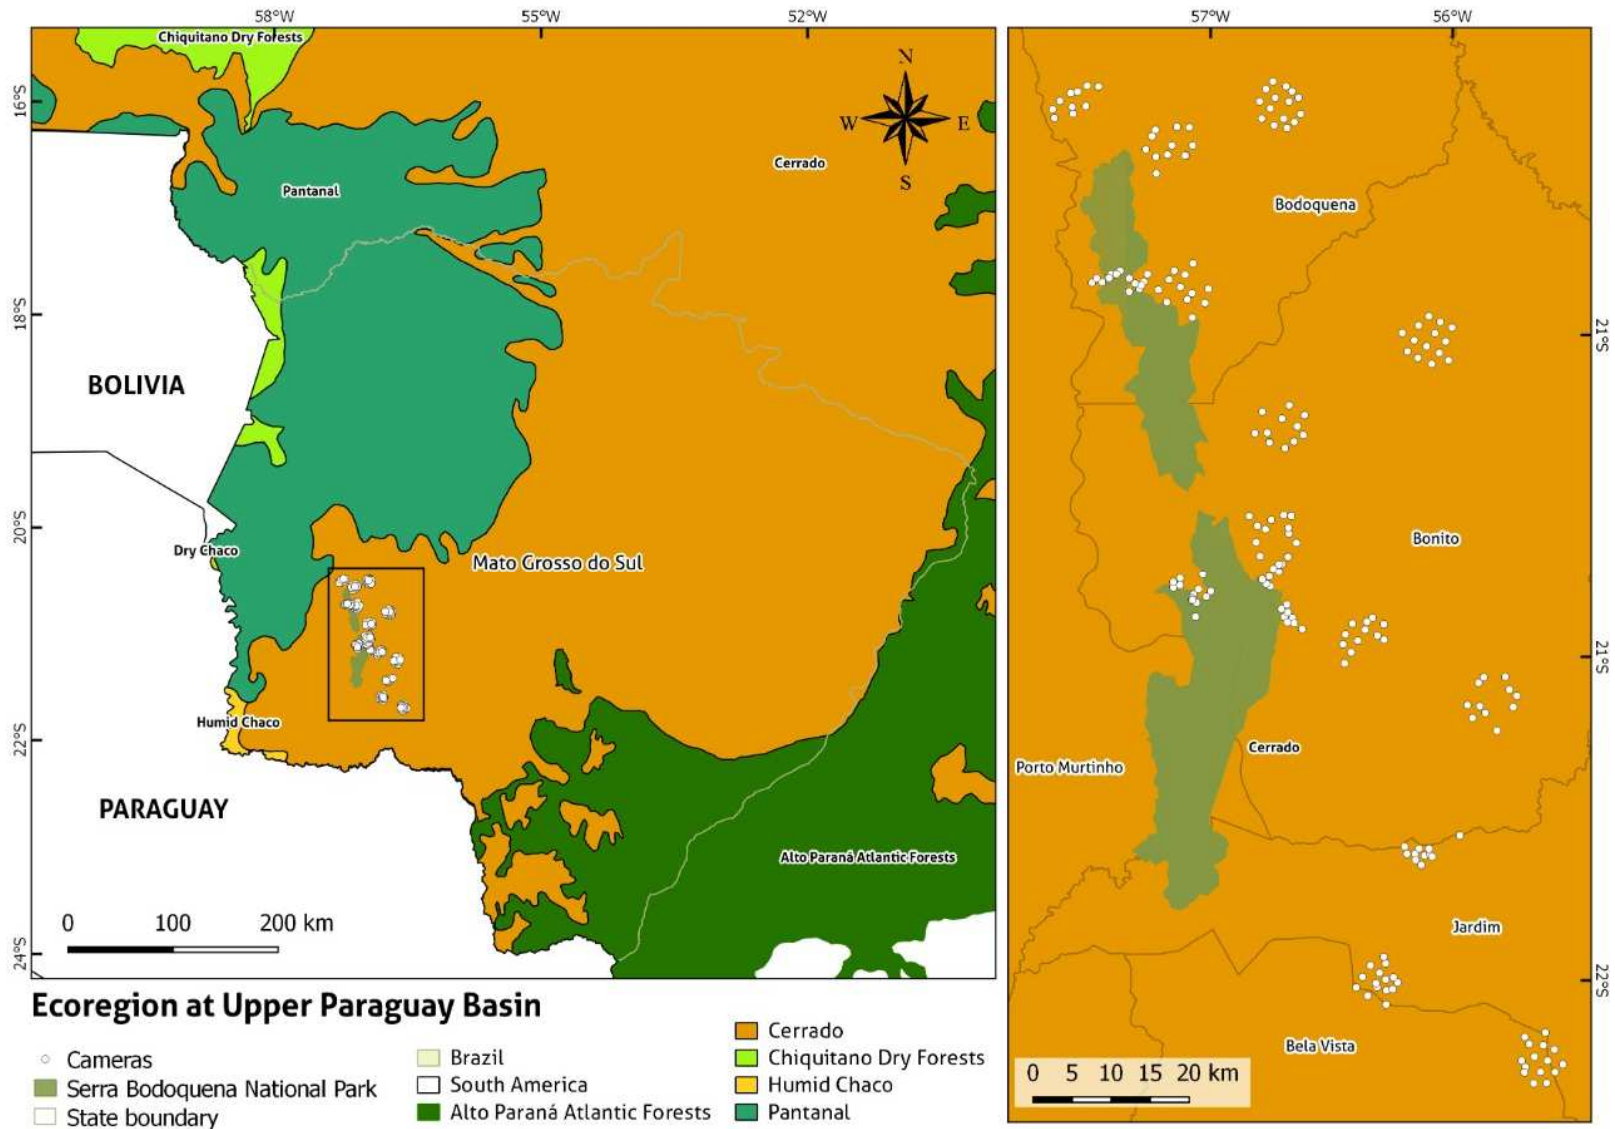 58°W 55°W 52°W
Chiquitano Dry Forests
16°S
N
W E
S
Cerrado
Pantanal
18°S
BOLIVIA
20°S
Dry Chaco
Mato Grosso do Sul
Humid Chaco
22°S
PARAGUAY
Alto Paraná Atlantic Forests
0 100 200 km
24°S
57°W 56°W
Bodoquena
21°S
Bonito
21°S
Cerrado
Porto Murtinho
Jardim
22°S
Bela Vista
0 5 10 15 20 km
Ecoregion at Upper Paraguay Basin
Cameras
Serra Bodoquena National Park
State boundary
Brazil
South America
Alto Paraná Atlantic Forests
Cerrado
Chiquitano Dry Forests
Humid Chaco
Pantanal